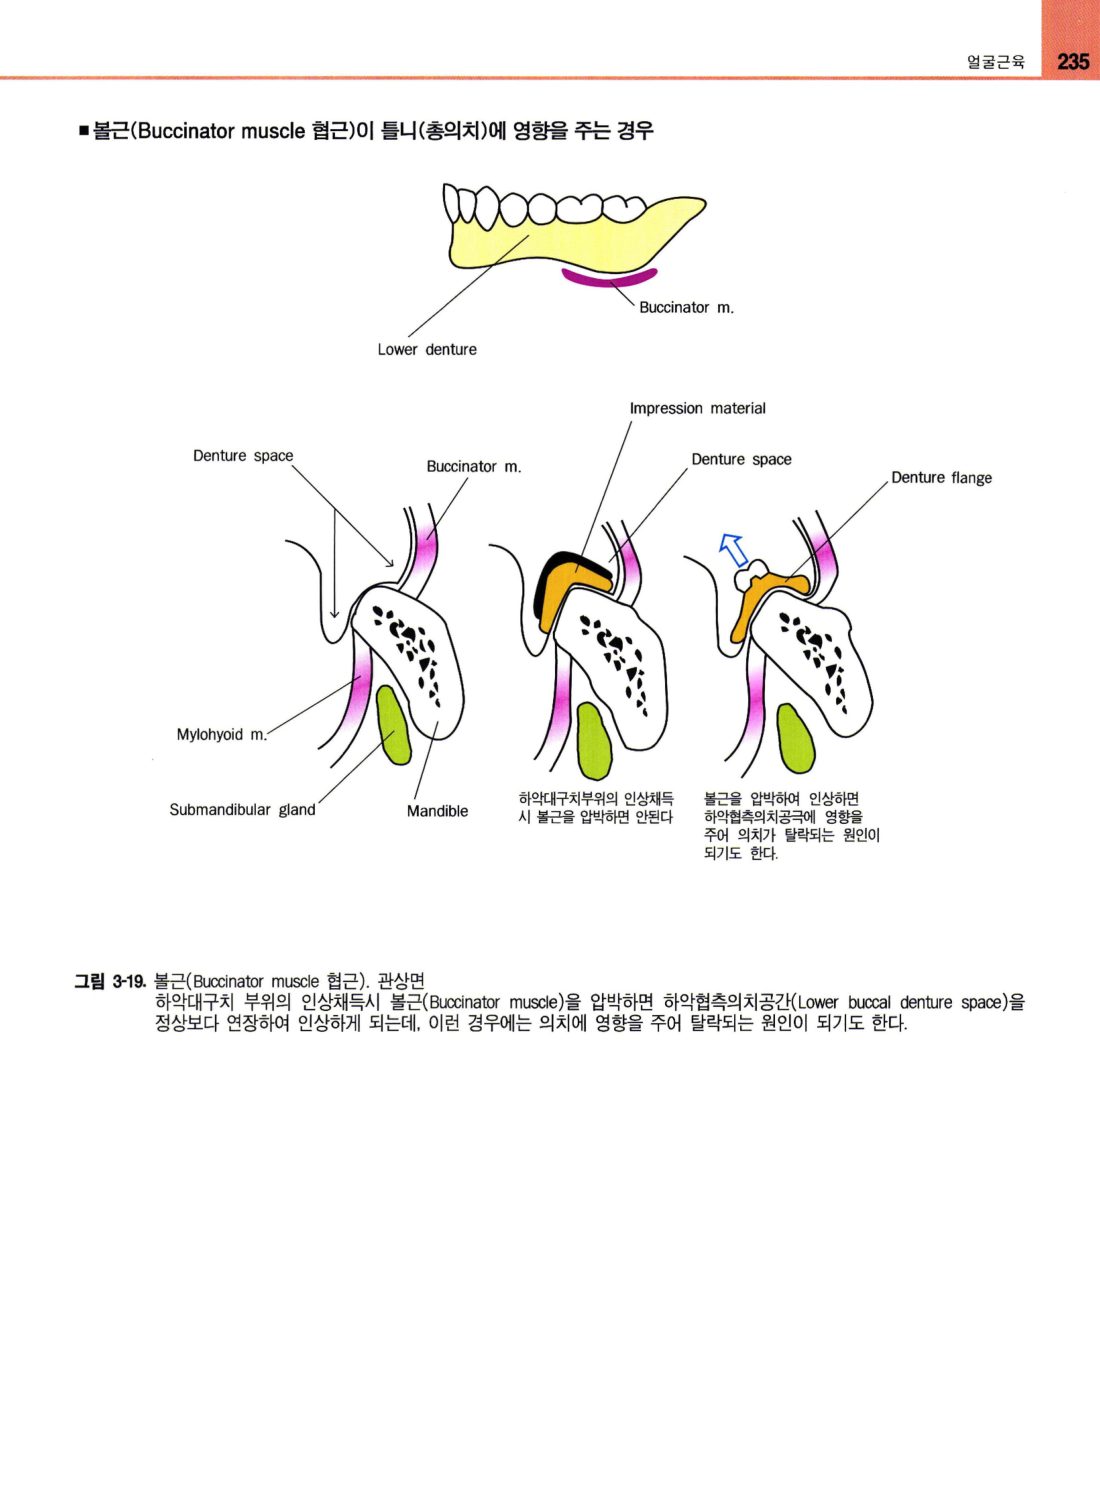 얼굴근육 235
■ 볼근(Buccinator muscle 협근)이 틀니(총의치)에 영향을 주는 경우
Buccinator m.
Lower denture
Impression material
Denture space
Buccinator m.
Denture space
Denture flange
Mylohyoid m.
Submandibular gland
Mandible
하악대구치부위의 인상채득
시 볼근을 압박하면 안된다
볼근을 압박하여 인상하면
하악협측의치공극에 영향을
주어 의치가 탈락되는 원인이
되기도 한다.
그림 3-19. 볼근(Buccinator muscle 협근). 관상면
하악대구치 부위의 인상채득시 볼근(Buccinator muscle)을 압박하면 하악협측의치공간(Lower buccal denture space)을
정상보다 연장하여 인상하게 되는데, 이런 경우에는 의치에 영향을 주어 탈락되는 원인이 되기도 한다.